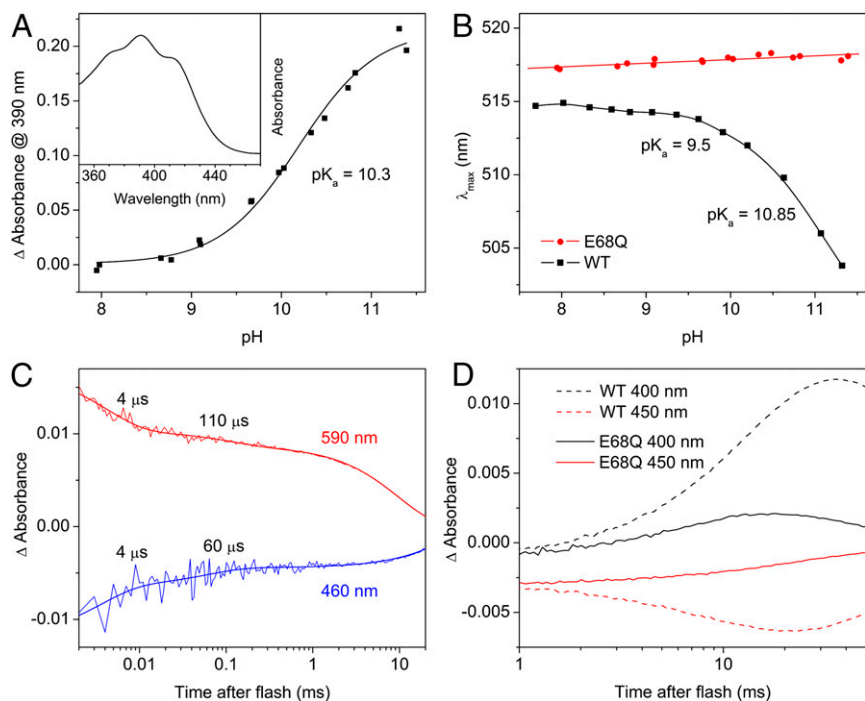 A
0.20
0.15
0.10
0.05
0.00
Δ Absorbance @ 390 nm
360 400 440
Wavelength (nm)
Absorbance
pKa = 10.3
8 9 10 11
pH
B
520
515
510
505
λmax (nm)
pKa = 9.5
pKa = 10.85
E68Q
WT
8 9 10 11
pH
C
0.01
0.00
-0.01
Δ Absorbance
4 μs
110 μs
590 nm
4 μs
60 μs
460 nm
0.01 0.1 1 10
Time after flash (ms)
D
0.010
0.005
0.000
-0.005
Δ Absorbance
WT 400 nm
WT 450 nm
E68Q 400 nm
E68Q 450 nm
1 10
Time after flash (ms)